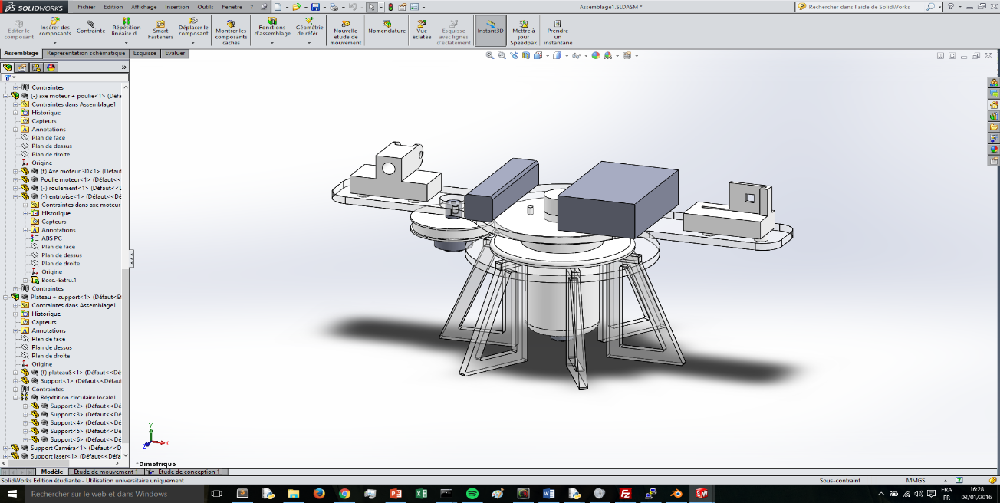 SOLIDWORKS
Fichier Edition Affichage Insertion Outils Fenêtre ?
Assemblage1.SLDASM *
Rechercher dans l'aide de SolidWorks
Editer le composant
Insérer des composants
Contrainte
Répétition linéaire d...
Smart Fasteners
Déplacer le composant
Montrer les composants cachés
Fonctions d'assemblage
Géométrie de référ...
Nouvelle étude de mouvement
Nomenclature
Vue éclatée
Esquisse avec lignes d'éclatement
Instant3D
Mettre à jour Speedpak
Prendre un instantané
Assemblage Représentation schématique Esquisse Evaluer
Contraintes
(-) axe moteur + poulie<1> (Défau
Contraintes dans Assemblage1
Historique
Capteurs
Annotations
Plan de face
Plan de dessus
Plan de droite
Origine
(f) Axe moteur 3D<1> (Défau
Poulie moteur<1> (Défaut<<
(-) roulement<1> (Défaut<<D
(-) entrtoise<1> (Défaut<<E
Contraintes dans axe moteur
Historique
Capteurs
Annotations
ABS PC
Plan de face
Plan de dessus
Plan de droite
Origine
Boss.-Extru.1
Contraintes
Plateau + support<1> (Défaut<E
Contraintes dans Assemblage1
Historique
Capteurs
Annotations
Plan de face
Plan de dessus
Plan de droite
Origine
(f) plateau$<1> (Défaut<<Dé
Support<1> (Défaut<<Défau
Contraintes
Répétition circulaire locale1
Support<2> (Défaut<<Dé
Support<3> (Défaut<<Dé
Support<4> (Défaut<<Dé
Support<5> (Défaut<<Dé
Support<6> (Défaut<<Dé
Support Caméra<1> (Défaut<<D
Support laser<1> (Défaut<<Défa
Y
X
Z
*Dimétrique
Modèle Etude de mouvement 1 Etude de conception 1
SolidWorks Edition étudiante - Utilisation universitaire uniquement
Sous-contraint MMGS
Rechercher sur le web et dans Windows
FRA
FR
16:28
03/01/2016